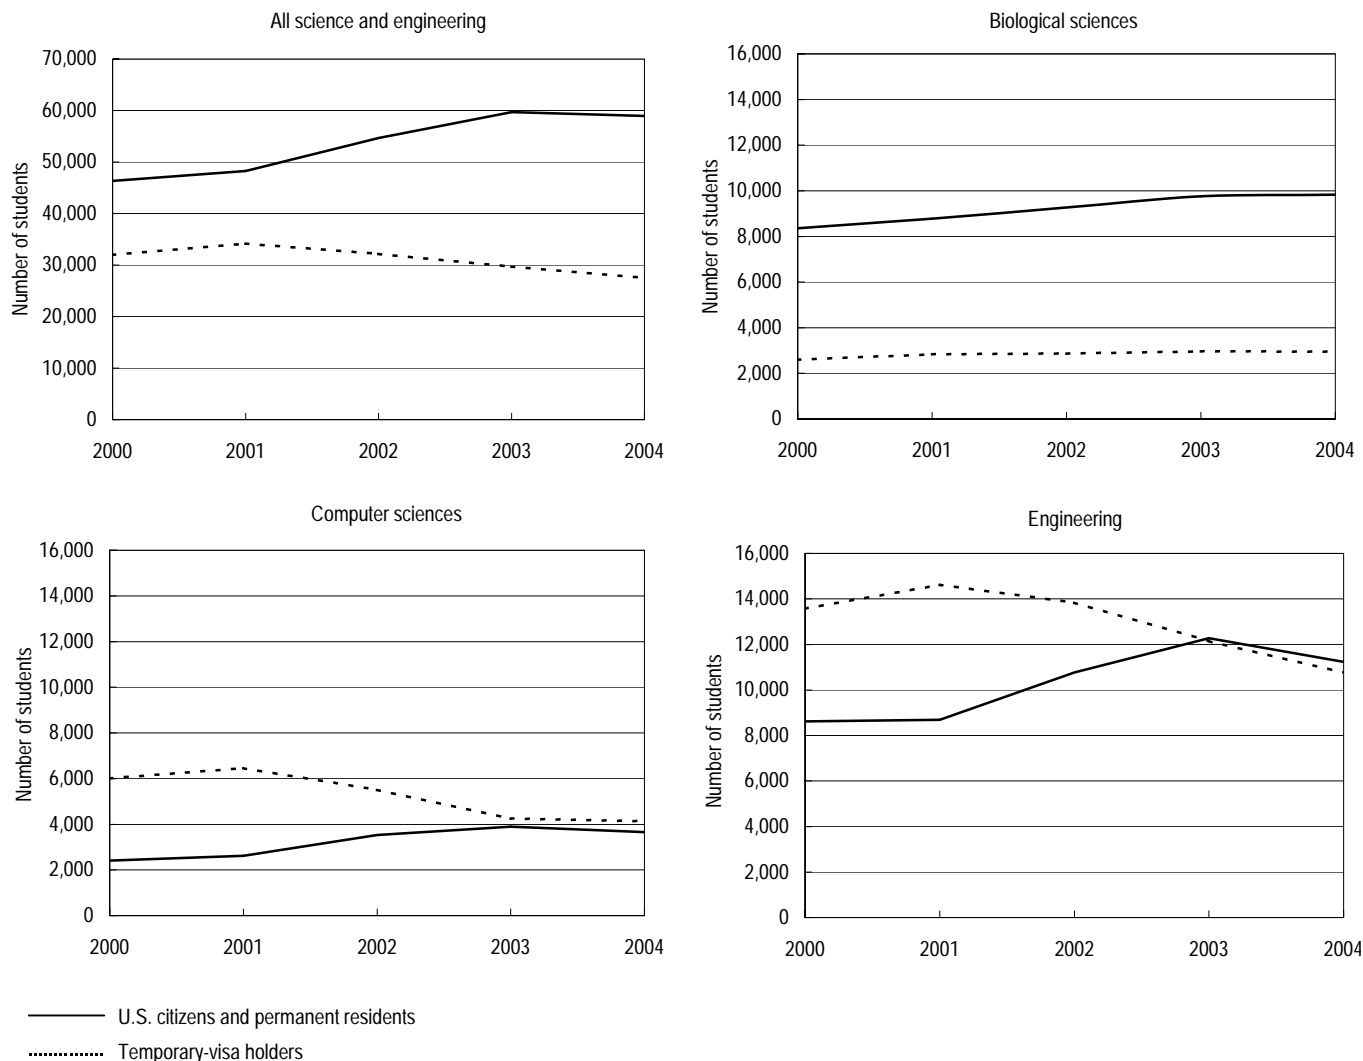 All science and engineering
Number of students
70,000
60,000
50,000
40,000
30,000
20,000
10,000
0
2000 2001 2002 2003 2004
Biological sciences
Number of students
16,000
14,000
12,000
10,000
8,000
6,000
4,000
2,000
0
2000 2001 2002 2003 2004
Computer sciences
Number of students
16,000
14,000
12,000
10,000
8,000
6,000
4,000
2,000
0
2000 2001 2002 2003 2004
Engineering
Number of students
16,000
14,000
12,000
10,000
8,000
6,000
4,000
2,000
0
2000 2001 2002 2003 2004
U.S. citizens and permanent residents
Temporary-visa holders